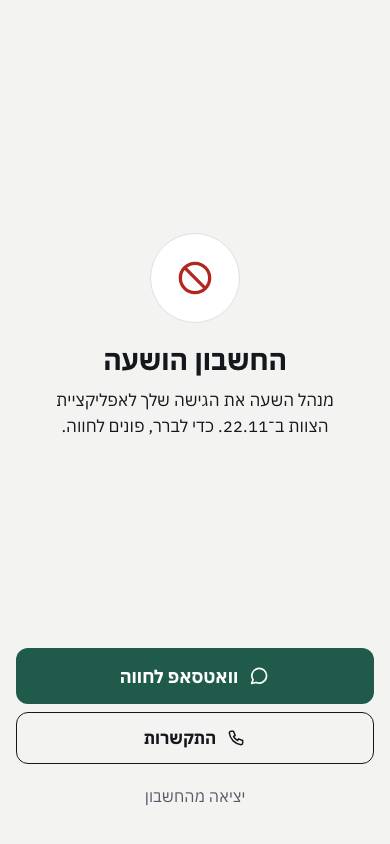 החשבון הושעה
מנהל השעה את הגישה שלך לאפליקציית
הצוות ב־22.11. כדי לברר, פונים לחווה.
וואטסאפ לחווה
התקשרות
יציאה מהחשבון